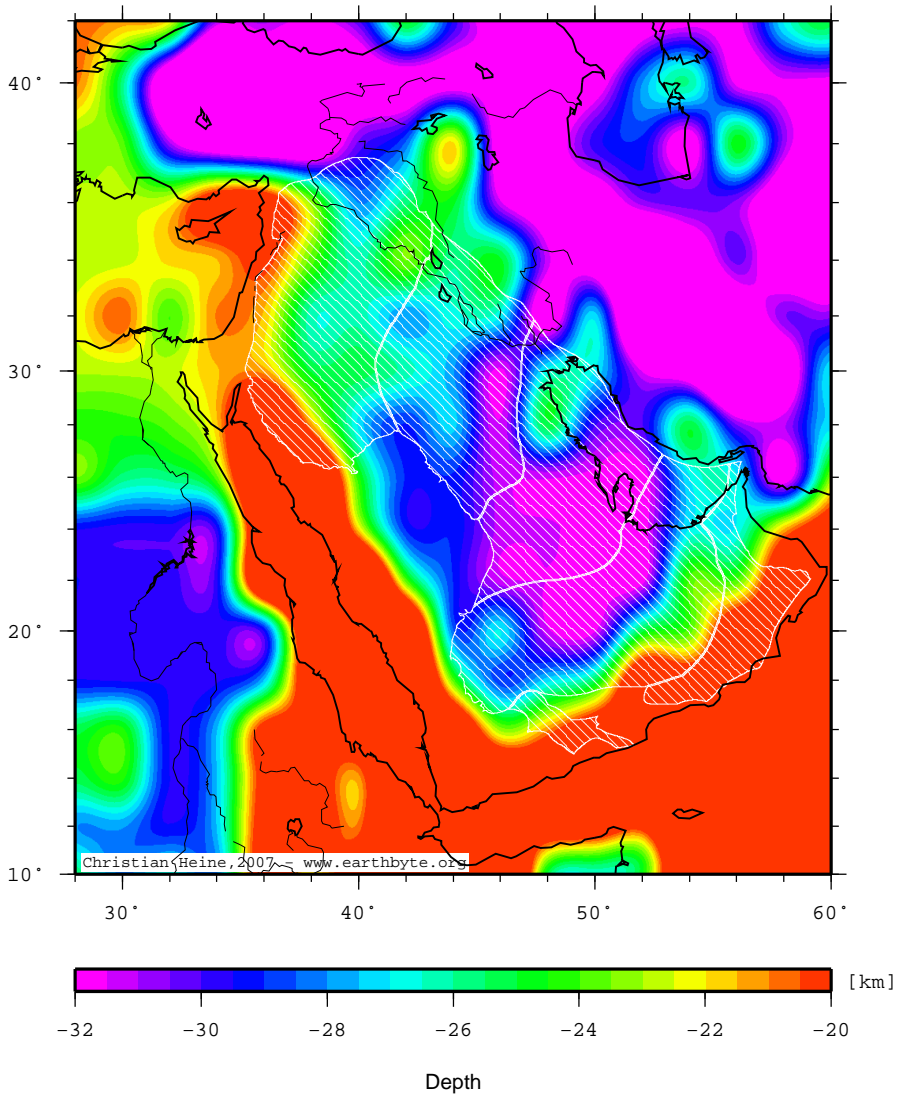 40°
30°
20°
10°
Christian Heine, 2007 – www.earthbyte.org
30° 40° 50° 60°
[km]
−32 −30 −28 −26 −24 −22 −20
Depth